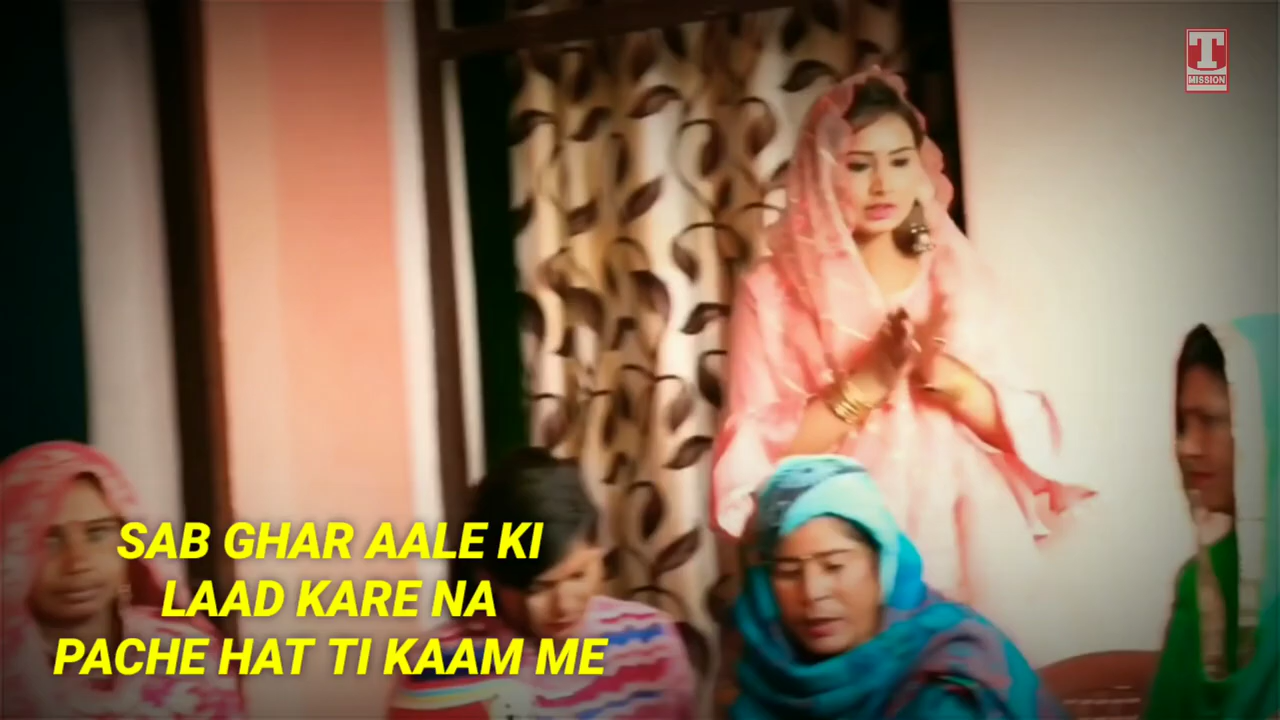 T
MISSION
SAB GHAR AALE KI
LAAD KARE NA
PACHE HAT TI KAAM ME